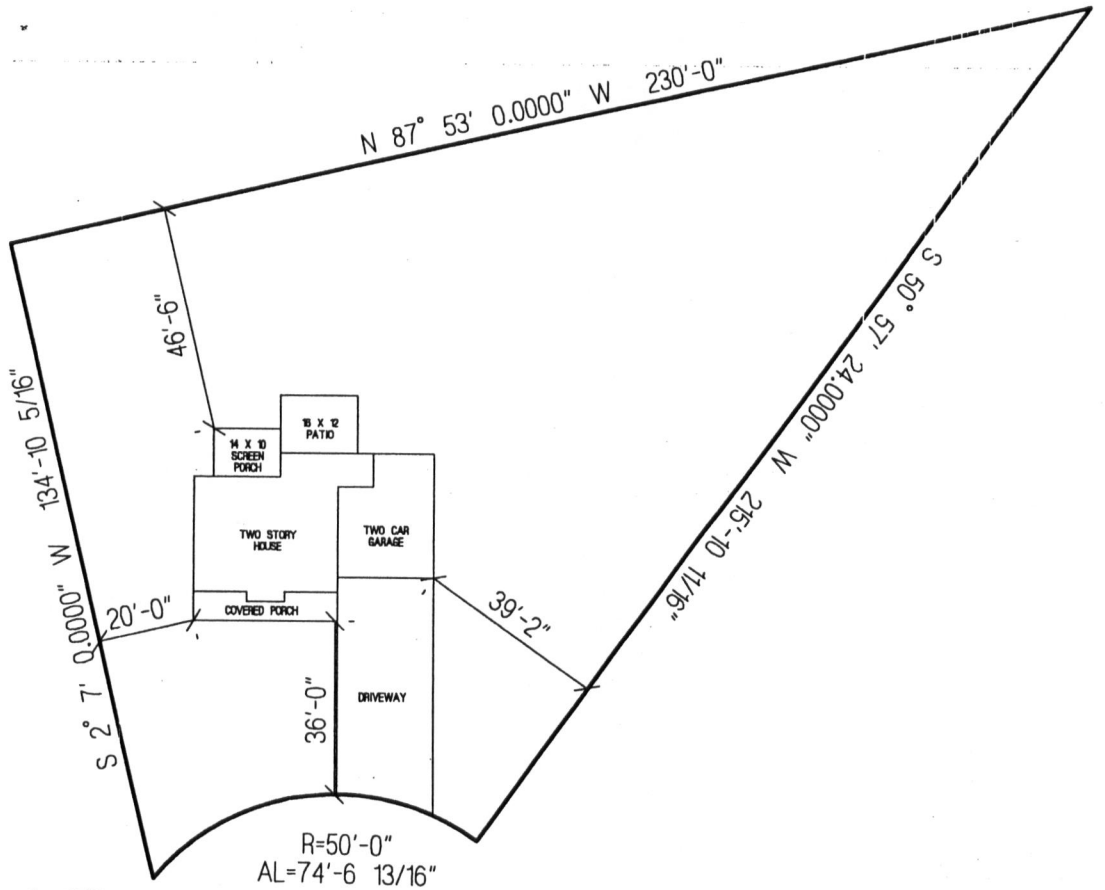 N 87° 53' 0.0000" W 230'-0"
S 50° 57' 24.0000" W 215'-10 11/16"
46'-6"
S 2° 7' 0.0000" W 134'-10 5/16"
16 X 12
PATIO
14 X 10
SCREEN
PORCH
TWO STORY
HOUSE
TWO CAR
GARAGE
20'-0"
COVERED PORCH
39'-2"
36'-0"
DRIVEWAY
R=50'-0"
AL=74'-6 13/16"